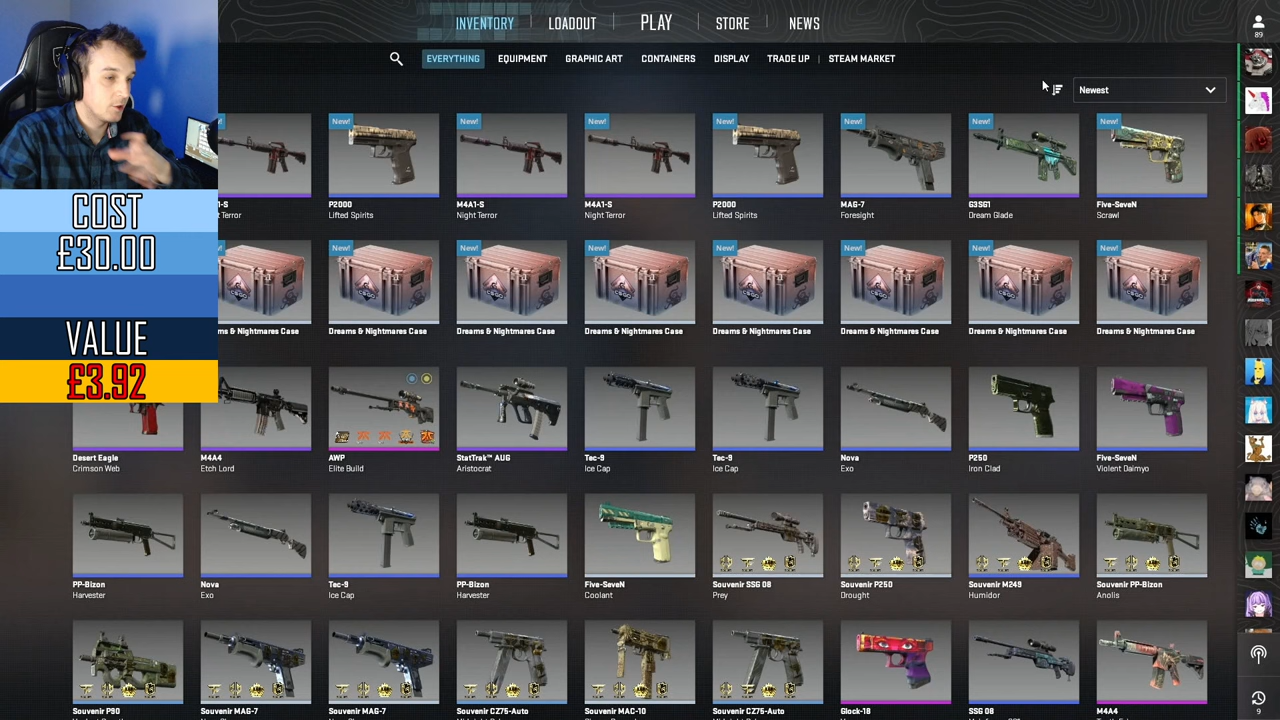 INVENTORY LOADOUT PLAY STORE NEWS
89
EVERYTHING EQUIPMENT GRAPHIC ART CONTAINERS DISPLAY TRADE UP STEAM MARKET
Newest
New! New! New! New! New! New! New!
1-S P2000 M4A1-S M4A1-S P2000 MAG-7 G3SG1 Five-SeveN
t Terror Lifted Spirits Night Terror Night Terror Lifted Spirits Foresight Dream Glade Scrawl
COST
£30.00
New! New! New! New! New! New! New!
ms & Nightmares Case Dreams & Nightmares Case Dreams & Nightmares Case Dreams & Nightmares Case Dreams & Nightmares Case Dreams & Nightmares Case Dreams & Nightmares Case Dreams & Nightmares Case
VALUE
£3.92
Desert Eagle M4A4 AWP StatTrak™ AUG Tec-9 Tec-9 Nova P250 Five-SeveN
Crimson Web Etch Lord Elite Build Aristocrat Ice Cap Ice Cap Exo Iron Clad Violent Daimyo
PP-Bizon Nova Tec-9 PP-Bizon Five-SeveN Souvenir SSG 08 Souvenir P250 Souvenir M249 Souvenir PP-Bizon
Harvester Exo Ice Cap Harvester Coolant Prey Drought Humidor Anolis
Souvenir P90 Souvenir MAG-7 Souvenir MAG-7 Souvenir CZ75-Auto Souvenir MAC-10 Souvenir CZ75-Auto Glock-18 SSG 08 M4A4
9